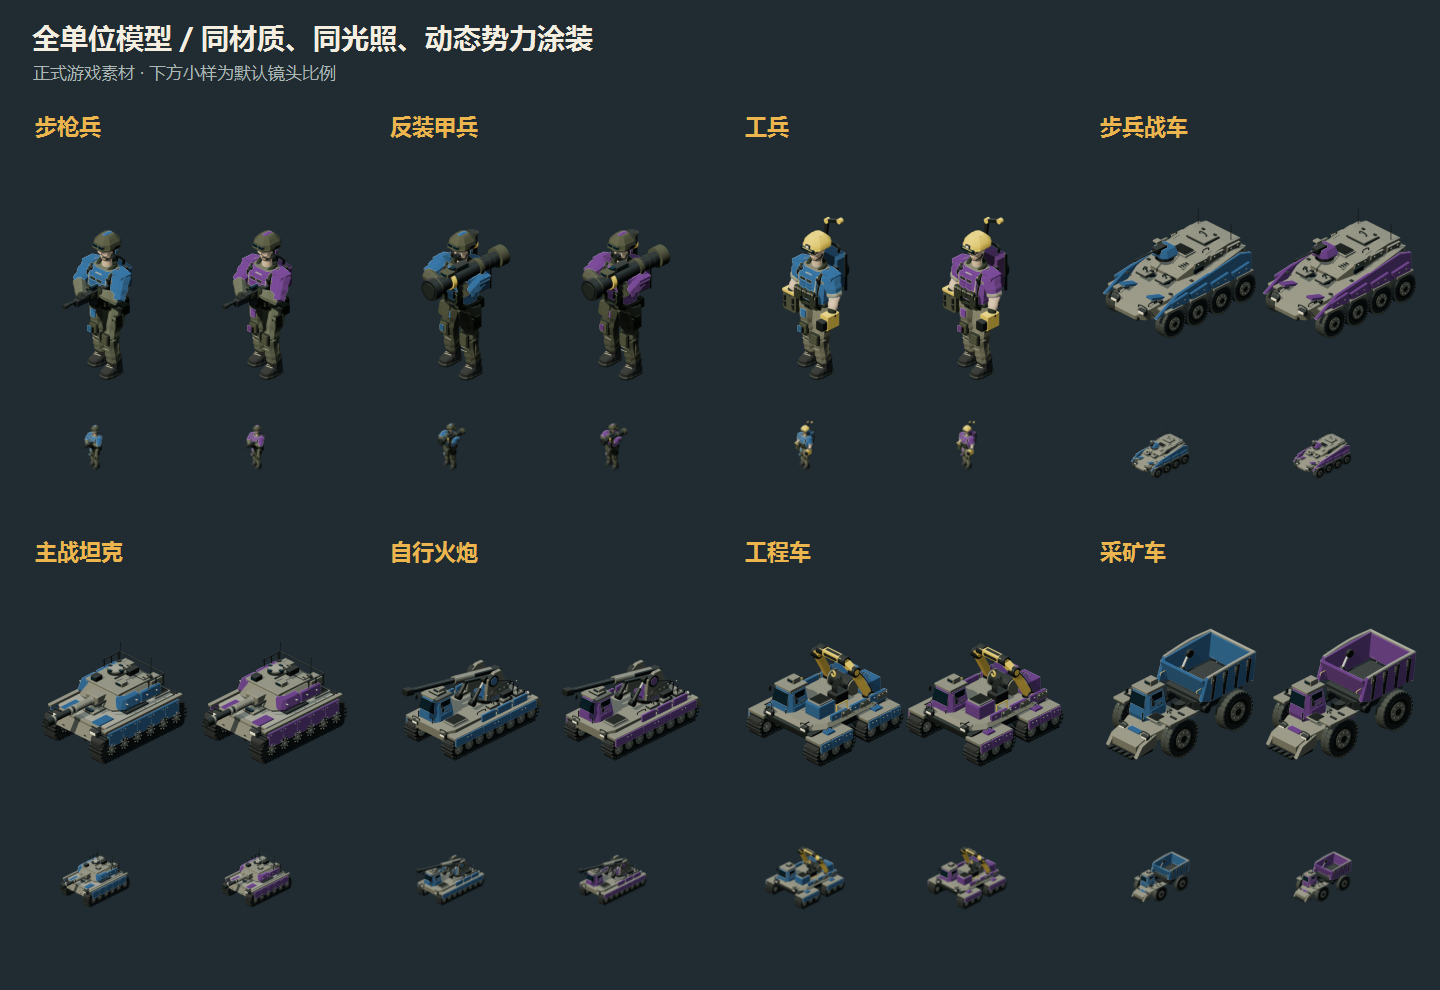 全单位模型 / 同材质、同光照、动态势力涂装
正式游戏素材 · 下方小样为默认镜头比例
步枪兵
反装甲兵
工兵
步兵战车
主战坦克
自行火炮
工程车
采矿车